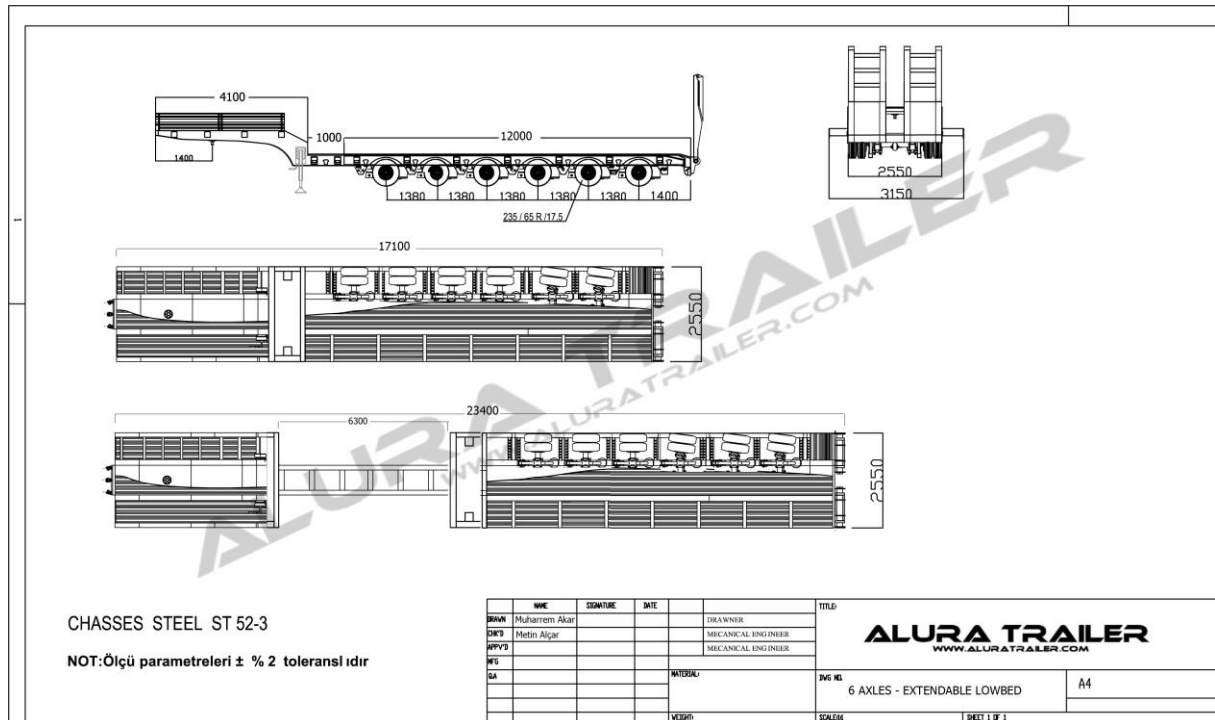 4100
1000
12000
1400
1380
1380
1380
1380
1380
1400
235 / 65 R /17.5
2550
3150
17100
2550
23400
6300
2550
1
ALURA TRAILER
WWW.ALURATRAILER.COM
CHASSES STEEL ST 52-3
NOT:Ölçü parametreleri ± % 2 toleranslıdır
NAME SIGNATURE DATE
DRAWN Muharrem Akar DRAWNER
CHK'D Metin Alçar MECANICAL ENGINEER
APPV'D MECANICAL ENGINEER
MFG
Q.A
MATERIAL:
WEIGHT:
TITLE:
ALURA TRAILER
WWW.ALURATRAILER.COM
DWG NO.
6 AXLES - EXTENDABLE LOWBED
A4
SHEET 1 OF 1